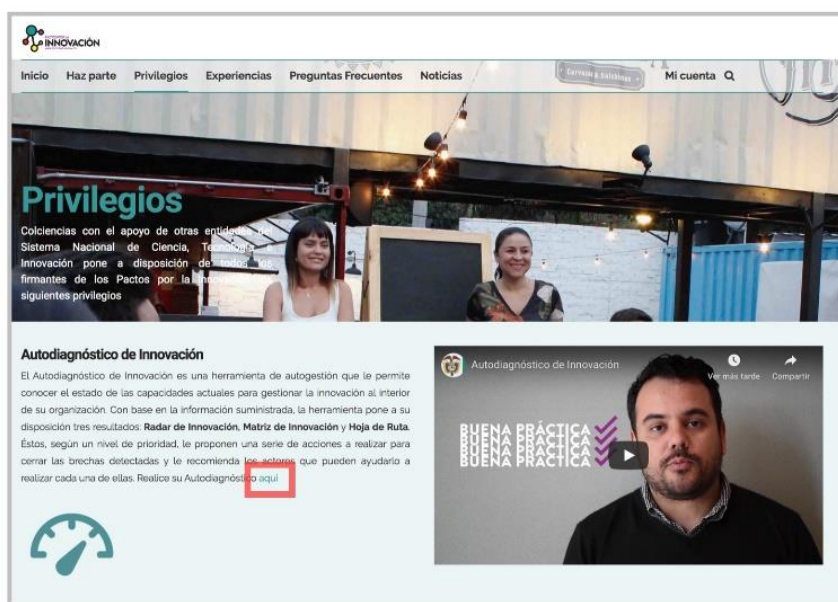 INNOVACIÓN
Inicio Haz parte Privilegios Experiencias Preguntas Frecuentes Noticias Mi cuenta
Cerveza & Salchichas
Privilegios
Colciencias con el apoyo de otras entidades del
Sistema Nacional de Ciencia, Tecnología e
Innovación pone a disposición de todos los
firmantes de los Pactos por la Innovación los
siguientes privilegios
Autodiagnóstico de Innovación
El Autodiagnóstico de Innovación es una herramienta de autogestión que le permite
conocer el estado de las capacidades actuales para gestionar la innovación al interior
de su organización. Con base en la información suministrada, la herramienta pone a su
disposición tres resultados: Radar de Innovación, Matriz de Innovación y Hoja de Ruta.
Éstos, según un nivel de prioridad, le proponen una serie de acciones a realizar para
cerrar las brechas detectadas y le recomienda los actores que pueden ayudarlo a
realizar cada una de ellas. Realice su Autodiagnóstico aquí
Autodiagnóstico de Innovación
Ver más tarde Compartir
BUENA PRÁCTICA
BUENA PRÁCTICA
BUENA PRÁCTICA
BUENA PRÁCTICA